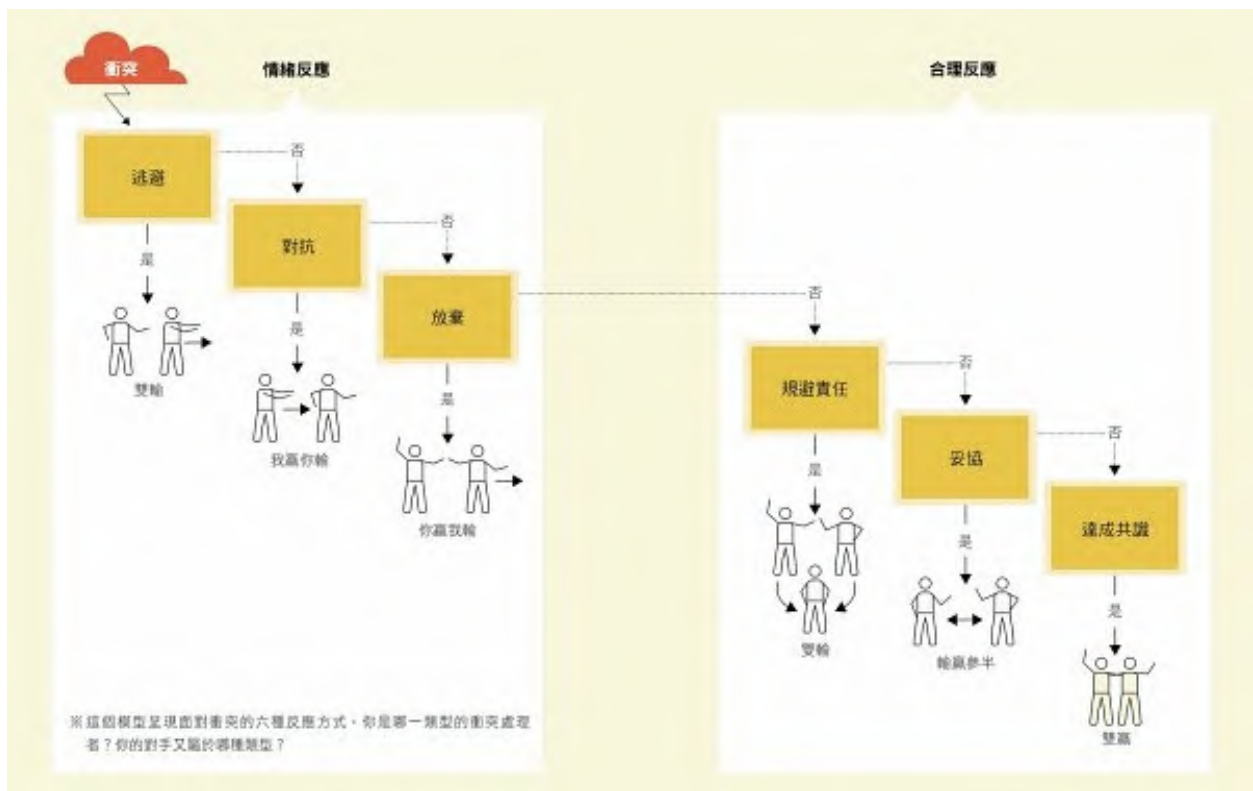 衝突
情緒反應
合理反應
逃避
否
是
雙輸
對抗
否
是
我贏你輸
放棄
否
是
你贏我輸
規避責任
否
是
雙輸
妥協
否
是
輸贏參半
達成共識
是
雙贏
※這個模型呈現面對衝突的六種反應方式。你是哪一類型的衝突處理
者？你的對手又屬於哪種類型？